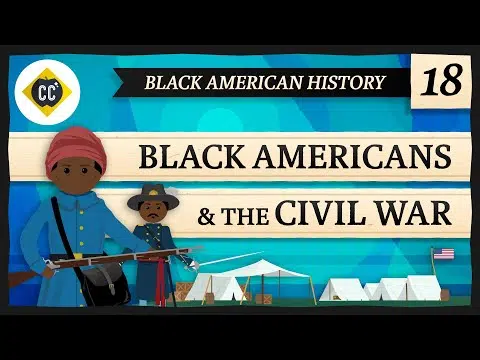 CC
BLACK AMERICAN HISTORY
18
BLACK AMERICANS
& THE CIVIL WAR